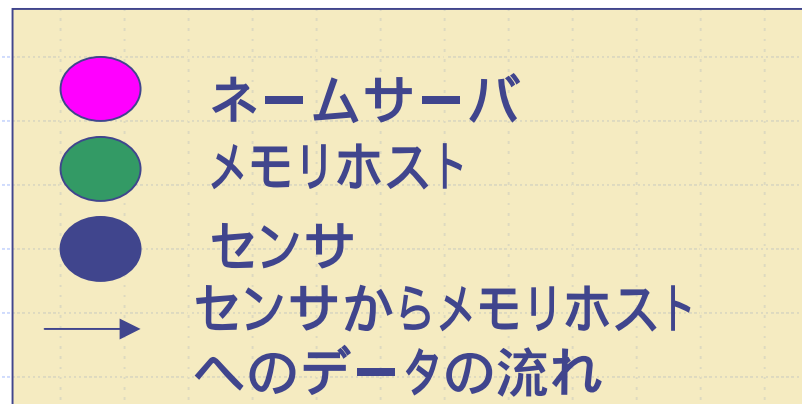 ネームサーバ
メモリホスト
センサ
センサからメモリホスト
へのデータの流れ